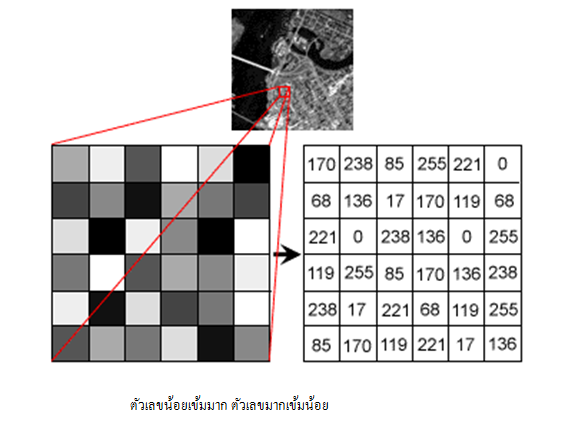 170 238 85 255 221 0
68 136 17 170 119 68
221 0 238 136 0 255
119 255 85 170 136 238
238 17 221 68 119 255
85 170 119 221 17 136
ตัวเลขน้อยเข้มมาก ตัวเลขมากเข้มน้อย